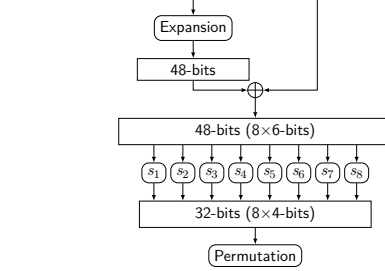 Expansion
48-bits
48-bits (8×6-bits)
s1 s2 s3 s4 s5 s6 s7 s8
32-bits (8×4-bits)
Permutation